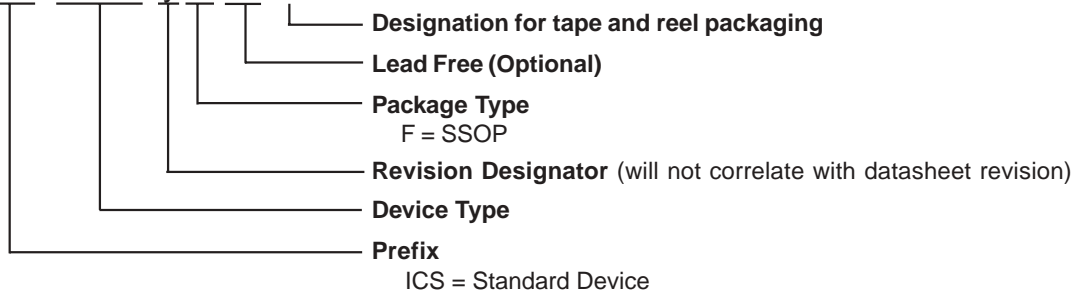 Designation for tape and reel packaging
Lead Free (Optional)
Package Type
F = SSOP
Revision Designator (will not correlate with datasheet revision)
Device Type
Prefix
ICS = Standard Device